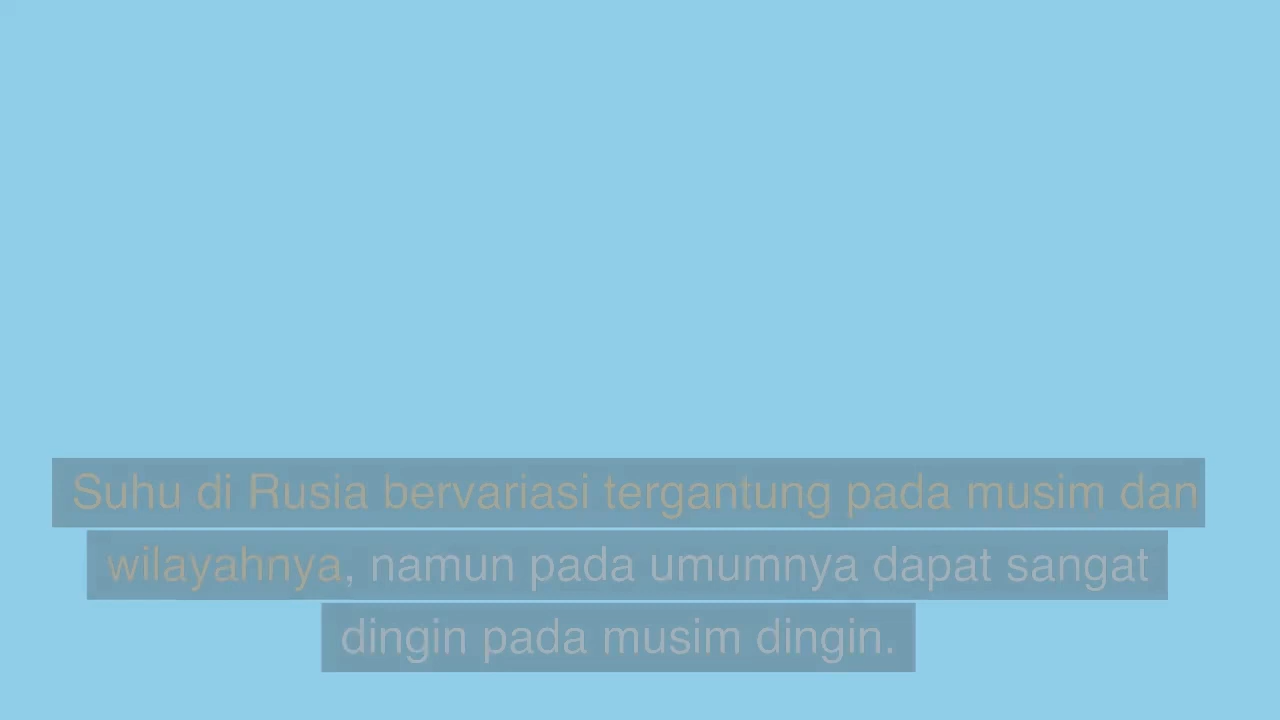 Suhu di Rusia bervariasi tergantung pada musim dan
wilayahnya, namun pada umumnya dapat sangat
dingin pada musim dingin.